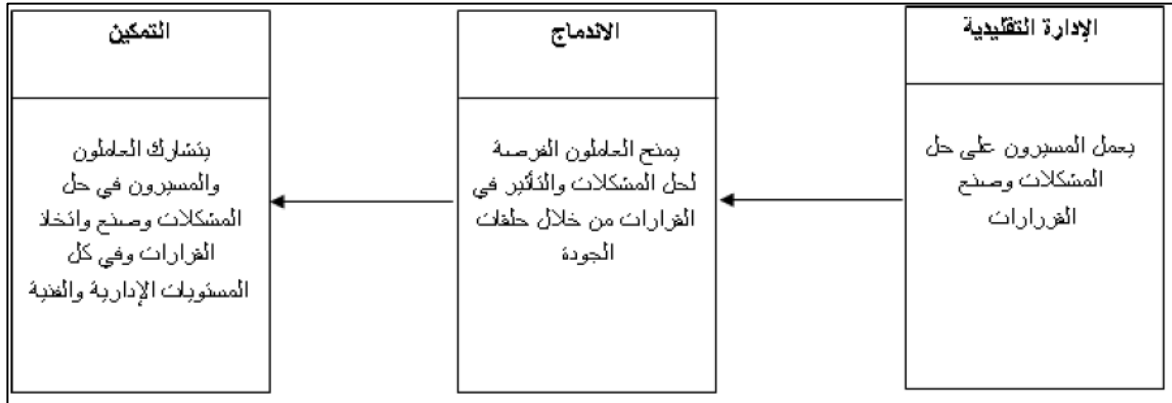 الإدارة التقليدية
يعمل المسيرون على حل
المشكلات وصنع
القررارات
الاندماج
يمنح العاملون الفرصة
لحل المشكلات والتأثير في
القرارات من خلال حلقات
الجودة
التمكين
يتشارك العاملون
والمسيرون في حل
المشكلات وصنع واتخاذ
القرارات وفي كل
المستويات الإدارية والفنية